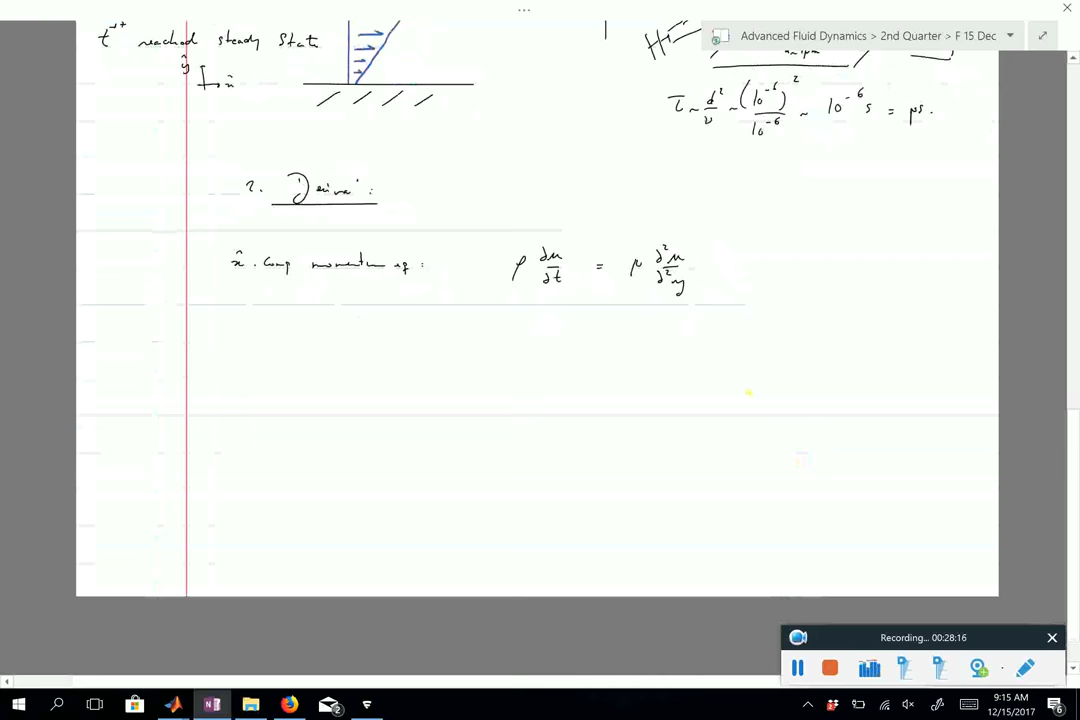 Advanced Fluid Dynamics > 2nd Quarter > F 15 Dec
t→+ reached steady state
ŷ
x̂
τ ~ d²/ν ~ (10⁻⁶)²/10⁻⁶ ~ 10⁻⁶ s = μs.
2. Deriva:
x̂. comp momentum eq: ρ ∂u/∂t = μ ∂²u/∂²y
Recording... 00:28:16
9:15 AM
12/15/2017